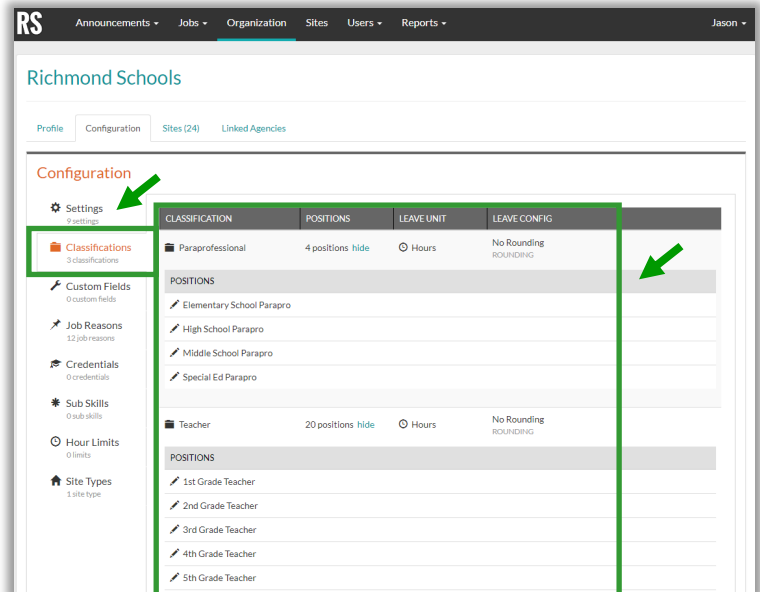 RS Announcements Jobs Organization Sites Users Reports Jason
Richmond Schools
Profile Configuration Sites (24) Linked Agencies
Configuration
Settings
9 settings
Classifications
3 classifications
Custom Fields
0 custom fields
Job Reasons
12 job reasons
Credentials
0 credentials
Sub Skills
0 sub skills
Hour Limits
0 limits
Site Types
1 site type
CLASSIFICATION POSITIONS LEAVE UNIT LEAVE CONFIG
Paraprofessional 4 positions hide Hours No Rounding
ROUNDING
POSITIONS
Elementary School Parapro
High School Parapro
Middle School Parapro
Special Ed Parapro
Teacher 20 positions hide Hours No Rounding
ROUNDING
POSITIONS
1st Grade Teacher
2nd Grade Teacher
3rd Grade Teacher
4th Grade Teacher
5th Grade Teacher